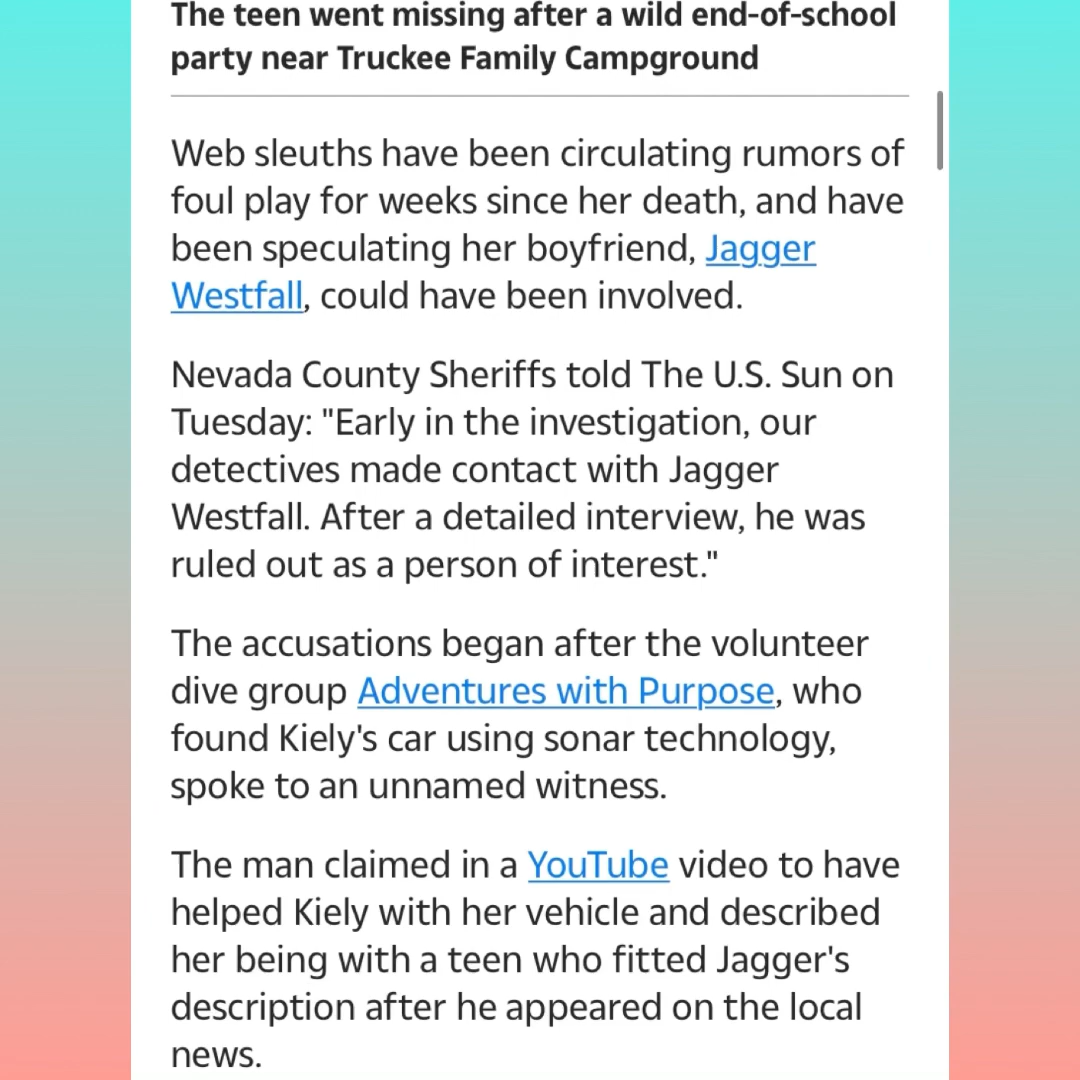 The teen went missing after a wild end-of-school
party near Truckee Family Campground
Web sleuths have been circulating rumors of
foul play for weeks since her death, and have
been speculating her boyfriend, Jagger
Westfall, could have been involved.
Nevada County Sheriffs told The U.S. Sun on
Tuesday: "Early in the investigation, our
detectives made contact with Jagger
Westfall. After a detailed interview, he was
ruled out as a person of interest."
The accusations began after the volunteer
dive group Adventures with Purpose, who
found Kiely's car using sonar technology,
spoke to an unnamed witness.
The man claimed in a YouTube video to have
helped Kiely with her vehicle and described
her being with a teen who fitted Jagger's
description after he appeared on the local
news.